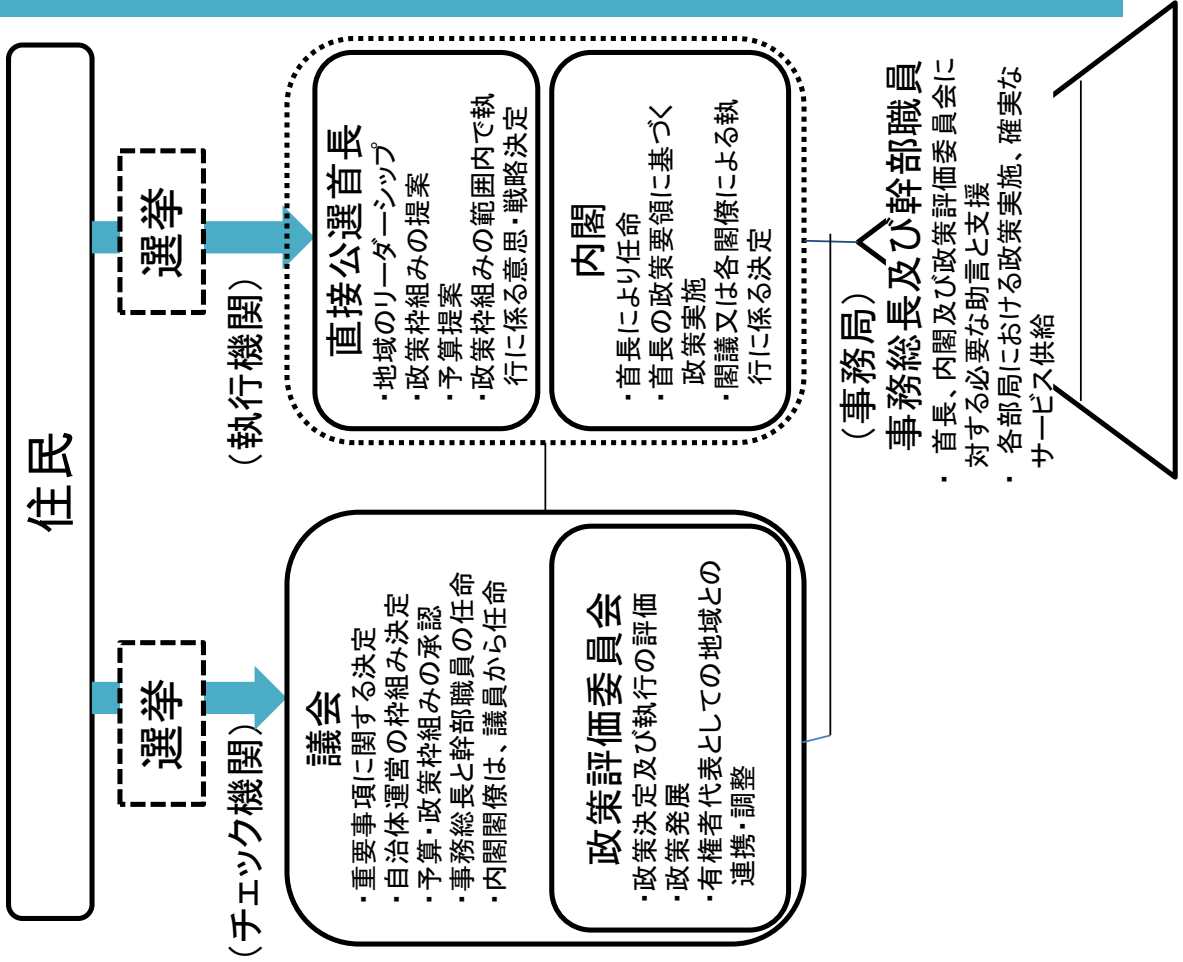 住民
選挙
選挙
（チェック機関）
（執行機関）
議会
・重要事項に関する決定
・自治体運営の枠組み決定
・予算・政策枠組みの承認
・事務総長と幹部職員の任命
・内閣閣僚は、議員から任命
政策評価委員会
・政策決定及び執行の評価
・政策発展
・有権者代表としての地域との
連携・調整
直接公選首長
・地域のリーダーシップ
・政策枠組みの提案
・予算提案
・政策枠組みの範囲内で執
行に係る意思・戦略決定
内閣
・首長により任命
・首長の政策要領に基づく
政策実施
・閣議又は各閣僚による執
行に係る決定
（事務局）
事務総長及び幹部職員
・ 首長、内閣及び政策評価委員会に
対する必要な助言と支援
・ 各部局における政策実施、確実な
サービス供給